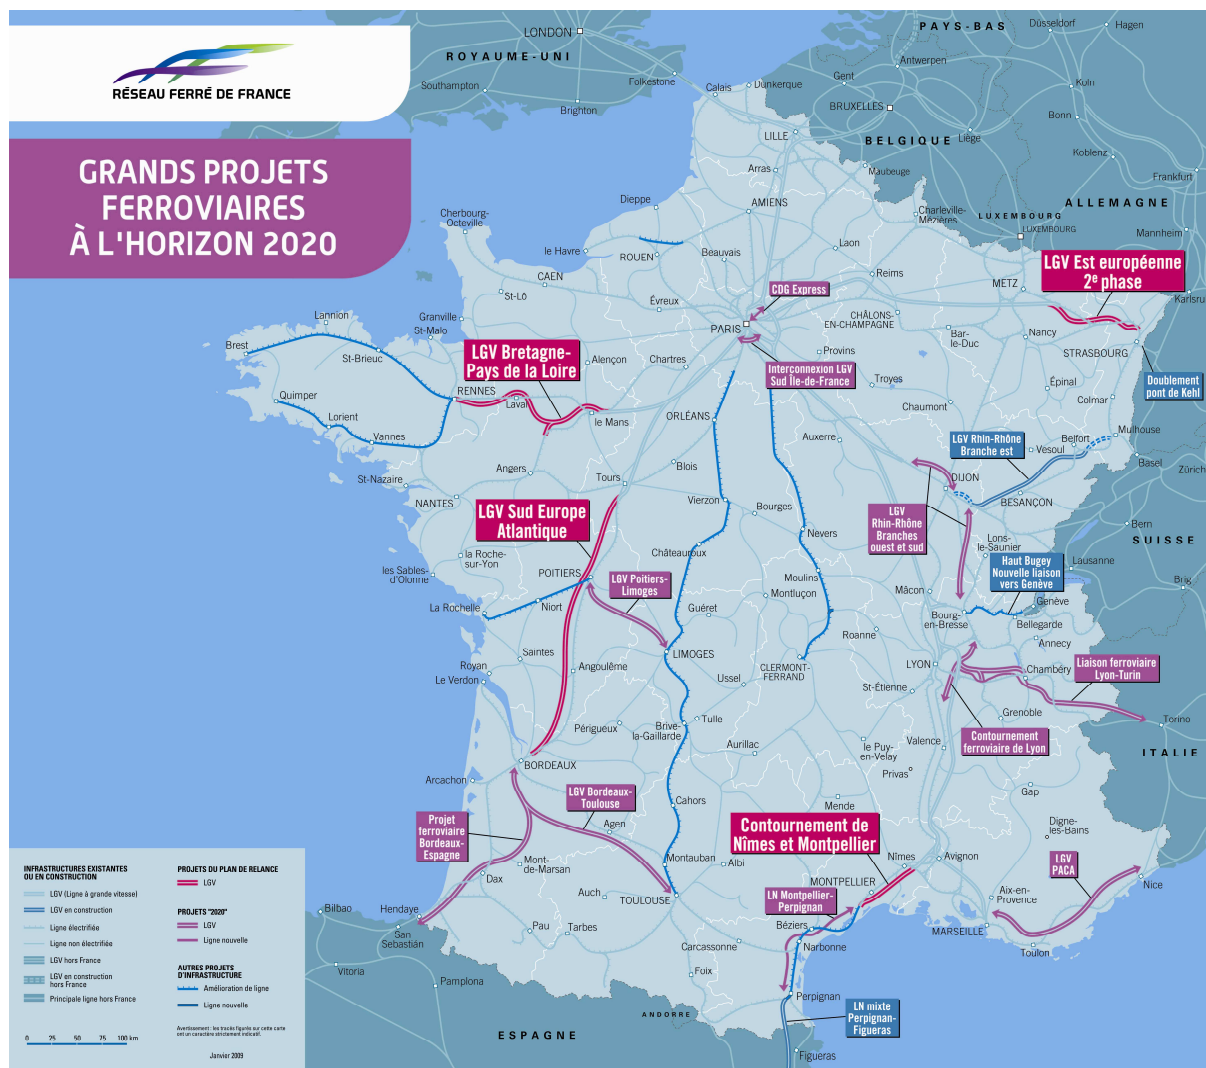 RÉSEAU FERRÉ DE FRANCE
GRANDS PROJETS
FERROVIAIRES
À L'HORIZON 2020
LONDON
ROYAUME-UNI
Southampton
Folkestone
Brighton
Calais
Dunkerque
PAYS-BAS
Düsseldorf
Hagen
Antwerpen
Gent
BRUXELLES
Kuln
BELGIQUE
Liège
Bonn
Koblenz
Frankfurt
LILLE
Arras
Maubeuge
ALLEMAGNE
LUXEMBOURG
LUXEMBOURG
Mannheim
Karlsru
Dieppe
AMIENS
Charleville-
Mézières
Cherbourg-
Octeville
le Havre
ROUEN
Beauvais
Laon
Reims
METZ
LGV Est européenne
2e phase
CAEN
St-Lô
Évreux
CDG Express
PARIS
CHÂLONS-
EN-CHAMPAGNE
Bar-
le-Duc
Nancy
STRASBOURG
Lannion
Granville
St-Malo
Brest
St-Brieuc
LGV Bretagne-
Pays de la Loire
Alençon
Chartres
Provins
Interconnexion LGV
Sud Île-de-France
Troyes
Épinal
Colmar
Doublement
pont de Kehl
Quimper
RENNES
Laval
le Mans
ORLÉANS
Chaumont
Lorient
Vannes
Auxerre
LGV Rhin-Rhône
Branche est
Vesoul
Belfort
Mulhouse
Basel
Zürich
St-Nazaire
Angers
Tours
Blois
DIJON
NANTES
Vierzon
Bourges
BESANÇON
LGV Sud Europe
Atlantique
LGV
Rhin-Rhône
Branches
ouest et sud
Nevers
Bern
SUISSE
Lons-
le-Saunier
Lausanne
Châteauroux
la Roche-
sur-Yon
les Sables-
d'Olonne
POITIERS
LGV Poitiers-
Limoges
Moulins
Montluçon
Mâcon
Haut Bugey
Nouvelle liaison
vers Genève
Brig
La Rochelle
Niort
Guéret
Bourg-
en-Bresse
Genève
Bellegarde
Roanne
Annecy
Saintes
LIMOGES
CLERMONT-
FERRAND
LYON
Chambéry
Liaison ferroviaire
Lyon-Turin
Royan
Le Verdon
Angoulême
Ussel
St-Étienne
Grenoble
Torino
Périgueux
Brive-
la-Gaillarde
Tulle
Aurillac
le Puy-
en-Velay
Valence
Contournement
ferroviaire de Lyon
ITALIE
BORDEAUX
Arcachon
Privas
Gap
LGV Bordeaux-
Toulouse
Cahors
Mende
Digne-
les-Bains
Projet
ferroviaire
Bordeaux-
Espagne
Agen
Contournement de
Nîmes et Montpellier
Mont-
de-Marsan
Montauban
Albi
Nîmes
Avignon
LGV
PACA
Nice
Dax
Auch
TOULOUSE
MONTPELLIER
LN Montpellier-
Perpignan
Aix-en-
Provence
Bilbao
Hendaye
San
Sebastián
Pau
Tarbes
Béziers
MARSEILLE
Carcassonne
Narbonne
Toulon
Vitoria
Pamplona
Foix
Perpignan
ANDORRE
LN mixte
Perpignan-
Figueras
ESPAGNE
Figueras
INFRASTRUCTURES EXISTANTES
OU EN CONSTRUCTION
LGV (Ligne à grande vitesse)
LGV en construction
Ligne électrifiée
Ligne non électrifiée
LGV hors France
LGV en construction
hors France
Principale ligne hors France
0 25 50 75 100 km
PROJETS DU PLAN DE RELANCE
LGV
PROJETS "2020"
LGV
Ligne nouvelle
AUTRES PROJETS
D'INFRASTRUCTURE
Amélioration de ligne
Ligne nouvelle
Avertissement : les tracés figurés sur cette carte
ont un caractère strictement indicatif.
Janvier 2009